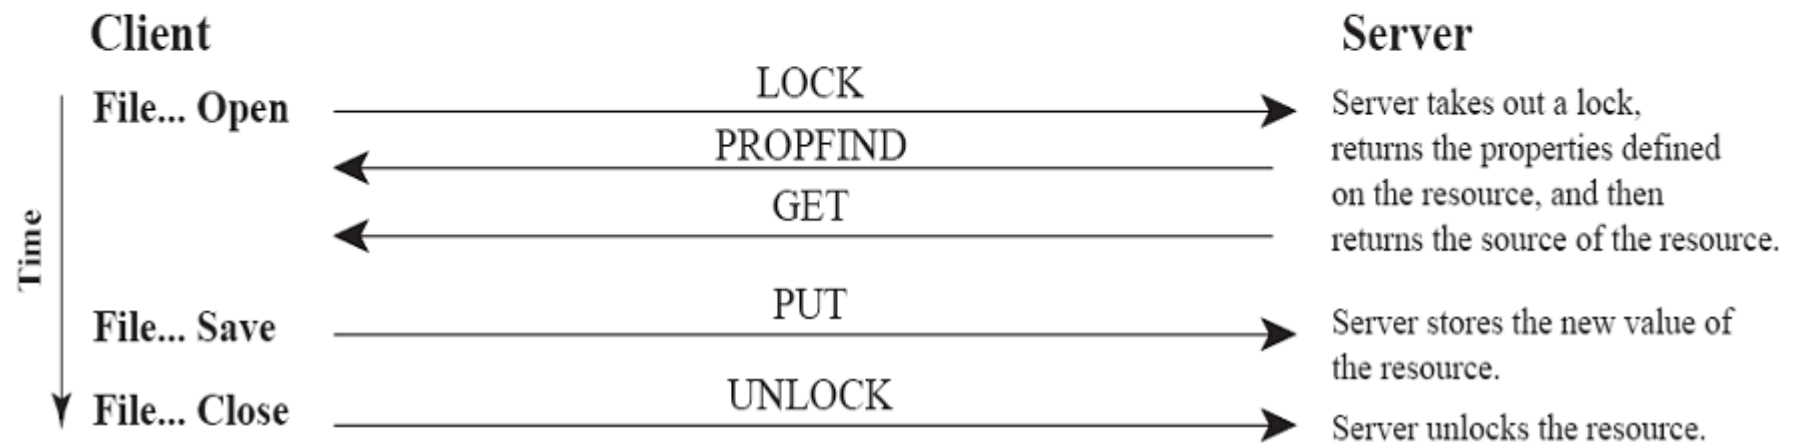 Client
Server
LOCK
File... Open
Server takes out a lock,
PROPFIND
returns the properties defined
GET
on the resource, and then
returns the source of the resource.
Time
PUT
File... Save
Server stores the new value of
the resource.
UNLOCK
File... Close
Server unlocks the resource.